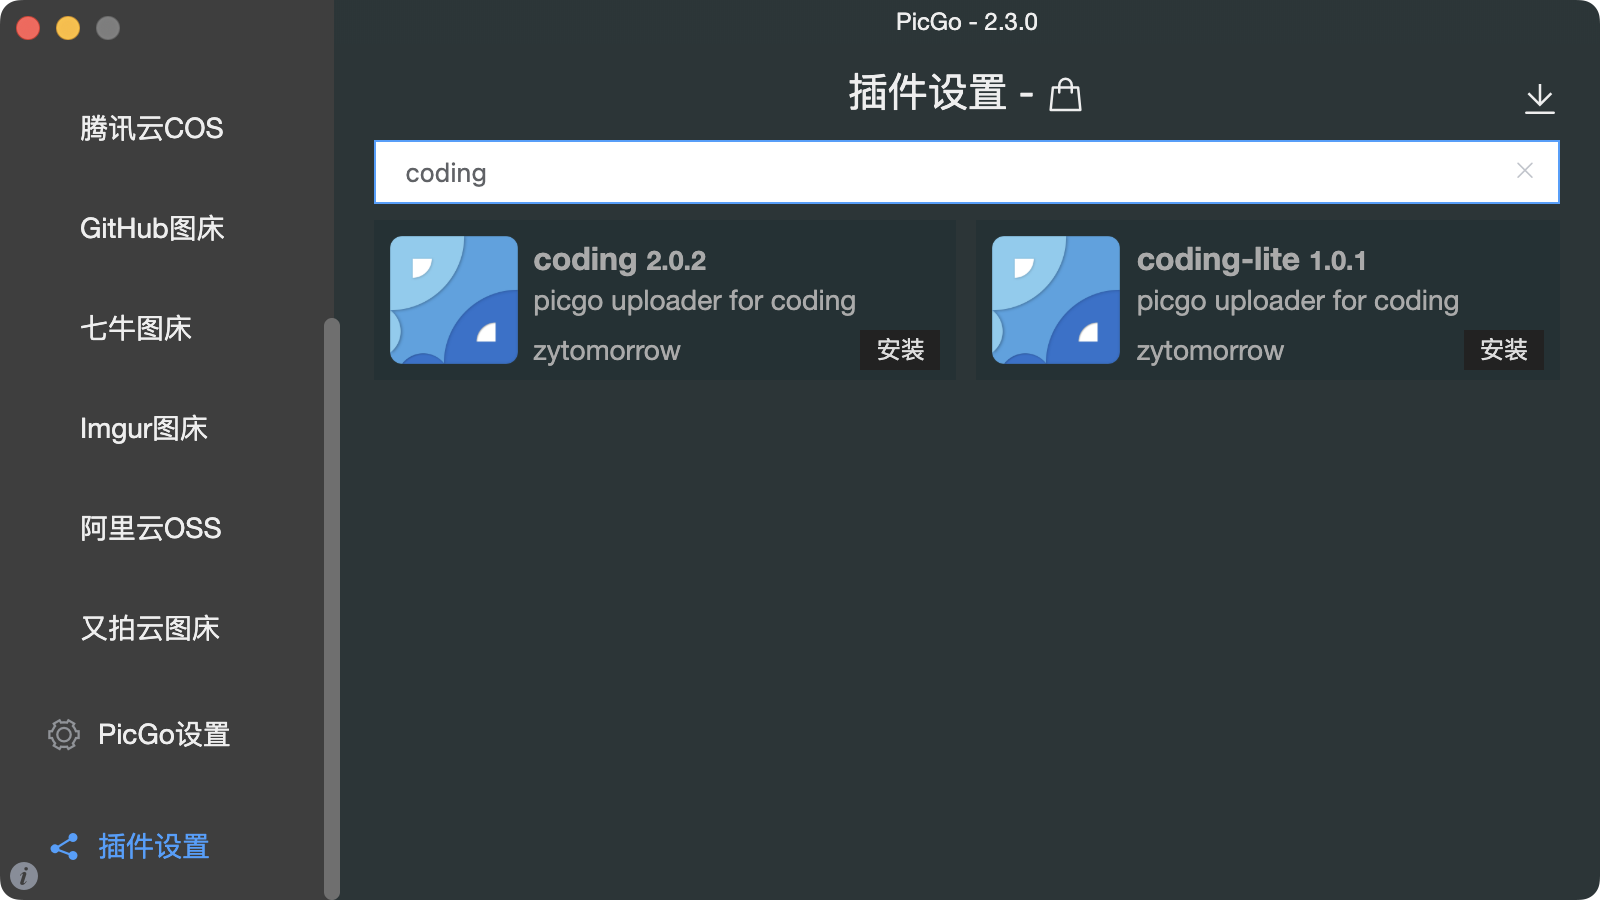 PicGo - 2.3.0
腾讯云COS
GitHub图床
七牛图床
Imgur图床
阿里云OSS
又拍云图床
PicGo设置
插件设置
i
插件设置 -
coding
coding 2.0.2
picgo uploader for coding
zytomorrow
安装
coding-lite 1.0.1
picgo uploader for coding
zytomorrow
安装